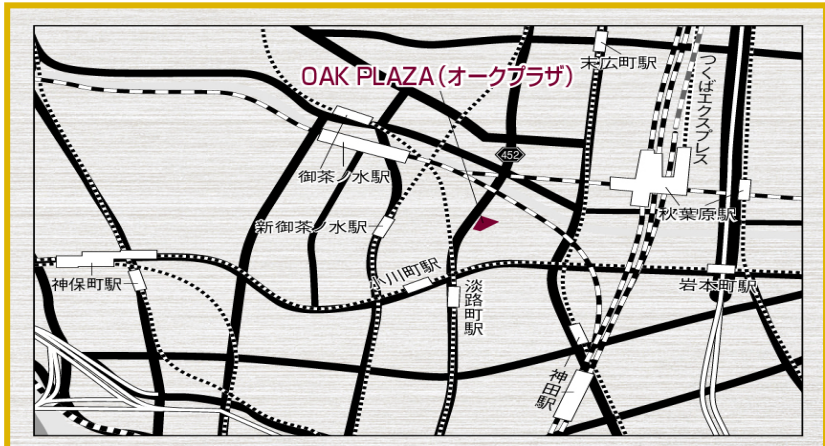 末広町駅
OAK PLAZA(オークプラザ)
つくばエクスプレス
452
御茶ノ水駅
秋葉原駅
新御茶ノ水駅
小川町駅
神保町駅
岩本町駅
淡路町駅
神田駅